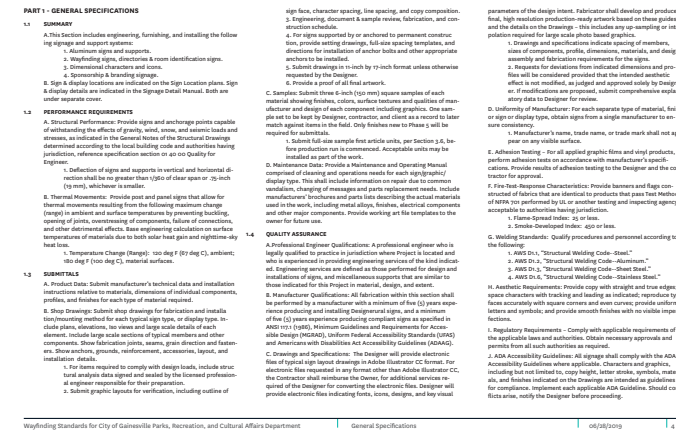 PART 1 - GENERAL SPECIFICATIONS
1.1 SUMMARY
A.This Section includes engineering, furnishing, and installing the follow
ing signage and support systems:
1. Aluminum signs and supports.
2. Wayfinding signs, directories & room identification signs.
3. Dimensional characters and icons.
4. Sponsorship & branding signage.
B. Sign & display locations are indicated on the Sign Location plans. Sign
& display details are indicated in the Signage Detail Manual. Both are
under separate cover.
1.2 PERFORMANCE REQUIREMENTS
A. Structural Performance: Provide signs and anchorage points capable
of withstanding the effects of gravity, wind, snow, and seismic loads and
stresses, as indicated in the General Notes of the Structural Drawings
determined according to the local building code and authorities having
jurisdiction, reference specification section 01 40 00 Quality for
Engineer.
1. Deflection of signs and supports in vertical and horizontal di-
rection shall be no greater than 1/360 of clear span or .75-inch
(19 mm), whichever is smaller.
B. Thermal Movements: Provide post and panel signs that allow for
thermal movements resulting from the following maximum change
(range) in ambient and surface temperatures by preventing buckling,
opening of joints, overstressing of components, failure of connections,
and other detrimental effects. Base engineering calculation on surface
temperatures of materials due to both solar heat gain and nighttime-sky
heat loss.
1. Temperature Change (Range): 120 deg F (67 deg C), ambient;
180 deg F (100 deg C), material surfaces.
1.3 SUBMITTALS
A. Product Data: Submit manufacturer's technical data and installation
instructions relative to materials, dimensions of individual components,
profiles, and finishes for each type of material required.
B. Shop Drawings: Submit shop drawings for fabrication and installa
tion/mounting method for each typical sign type, or display type. In-
clude plans, elevations, iso views and large scale details of each
element. Include large scale sections of typical members and other
components. Show fabrication joints, seams, grain direction and fasten-
ers. Show anchors, grounds, reinforcement, accessories, layout, and
installation details.
1. For items required to comply with design loads, include struc
tural analysis data signed and sealed by the licensed profession-
al engineer responsible for their preparation.
2. Submit graphic layouts for verification, including outline of
sign face, character spacing, line spacing, and copy composition.
3. Engineering, document & sample review, fabrication, and con-
struction schedule.
4. For signs supported by or anchored to permanent construc
tion, provide setting drawings, full-size spacing templates, and
directions for installation of anchor bolts and other appropriate
anchors to be installed.
5. Submit drawings in 11-inch by 17-inch format unless otherwise
requested by the Designer.
6. Provide a proof of all final artwork.
C. Samples: Submit three 6-inch (150 mm) square samples of each
material showing finishes, colors, surface textures and qualities of man-
ufacturer and design of each component including graphics. One sam-
ple set to be kept by Designer, contractor, and client as a record to later
match against items in the field. Only finishes new to Phase 5 will be
required for submittals.
1. Submit full-size sample first article units, per Section 3.6, be-
fore production run is commenced. Acceptable units may be
installed as part of the work.
D. Maintenance Data: Provide a Maintenance and Operating Manual
comprised of cleaning and operations needs for each sign/graphic/
display type. This shall include information on repair due to common
vandalism, changing of messages and parts replacement needs. Include
manufacturers' brochures and parts lists describing the actual materials
used in the work, including metal alloys, finishes, electrical components
and other major components. Provide working art file templates to the
owner for future use.
1.4 QUALITY ASSURANCE
A.Professional Engineer Qualifications: A professional engineer who is
legally qualified to practice in jurisdiction where Project is located and
who is experienced in providing engineering services of the kind indicat-
ed. Engineering services are defined as those performed for design and
installations of signs, and miscellaneous supports that are similar to
those indicated for this Project in material, design, and extent.
B. Manufacturer Qualifications: All fabrication within this section shall
be performed by a manufacturer with a minimum of five (5) years expe-
rience producing and installing Designerural signs, and a minimum
of five (5) years experience producing compliant signs as specified in
ANSI 117.1 (1986), Minimum Guidelines and Requirements for Acces-
sible Design (MGRAD), Uniform Federal Accessibility Standards (UFAS)
and Americans with Disabilities Act Accessibility Guidelines (ADAAG).
C. Drawings and Specifications: The Designer will provide electronic
files of typical sign layout drawings in Adobe Illustrator CC format. For
electronic files requested in any format other than Adobe Illustrator CC,
the Contractor shall reimburse the Owner, for additional services re-
quired of the Designer for converting the electronic files. Designer will
provide electronic files indicating fonts, icons, designs, and key visual
parameters of the design intent. Fabricator shall develop and produce
final, high resolution production-ready artwork based on these guides
and the details on the Drawings – this includes any up-sampling or int
polation required for large scale photo based graphics.
1. Drawings and specifications indicate spacing of members,
sizes of components, profile, dimensions, materials, and desig
assembly and fabrication requirements for the signs.
2. Requests for deviations from indicated dimensions and pro-
files will be considered provided that the intended aesthetic
effect is not modified, as judged and approved solely by Desig
er. If modifications are proposed, submit comprehensive expla
atory data to Designer for review.
D. Uniformity of Manufacturer: For each separate type of material, fini
or sign or display type, obtain signs from a single manufacturer to en-
sure consistency.
1. Manufacturer's name, trade name, or trade mark shall not ap
pear on any visible surface.
E. Adhesion Testing – For all applied graphic films and vinyl products,
perform adhesion tests in accordance with manufacturer's specifi-
cations. Provide results of adhesion testing to the Designer and the co
tractor for approval.
F. Fire-Test-Response Characteristics: Provide banners and flags con-
structed of fabrics that are identical to products that pass Test Metho
of NFPA 701 performed by UL or another testing and inspecting agency
acceptable to authorities having jurisdiction.
1. Flame-Spread Index: 25 or less.
2. Smoke-Developed Index: 450 or less.
G. Welding Standards: Qualify procedures and personnel according to
the following:
1. AWS D1.1, "Structural Welding Code--Steel."
2. AWS D1.2, "Structural Welding Code--Aluminum."
3. AWS D1.3, "Structural Welding Code--Sheet Steel."
4. AWS D1.6, "Structural Welding Code--Stainless Steel."
H. Aesthetic Requirements: Provide copy with straight and true edges
space characters with tracking and leading as indicated; reproduce ty
faces accurately with square corners and even curves; provide uniform
letters and symbols; and provide smooth finishes with no visible impe
fections.
I. Regulatory Requirements – Comply with applicable requirements of
the applicable laws and authorities. Obtain necessary approvals and
permits from all such authorities as required.
J. ADA Accessibility Guidelines: All signage shall comply with the ADA
Accessibility Guidelines where applicable. Characters and graphics,
including but not limited to, copy height, letter stroke, symbols, mate
als, and finishes indicated on the Drawings are intended as guidelines
for compliance. Implement each applicable ADA Guideline. Should co
flicts arise, notify the Designer before proceeding.
Wayfinding Standards for City of Gainesville Parks, Recreation, and Cultural Affairs Department
General Specifications
06/28/2019
4